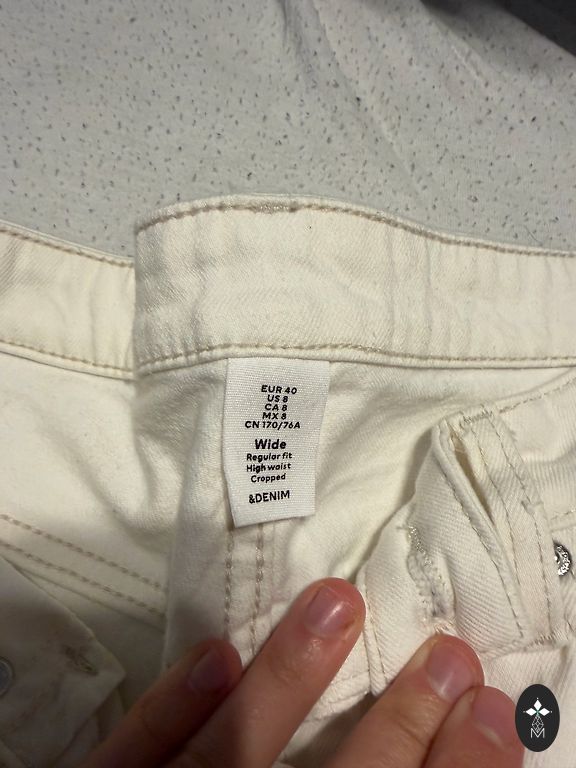 EUR 40
US 8
CA 8
MX 8
CN 170/76A
Wide
Regular fit
High waist
Cropped
&DENIM
M